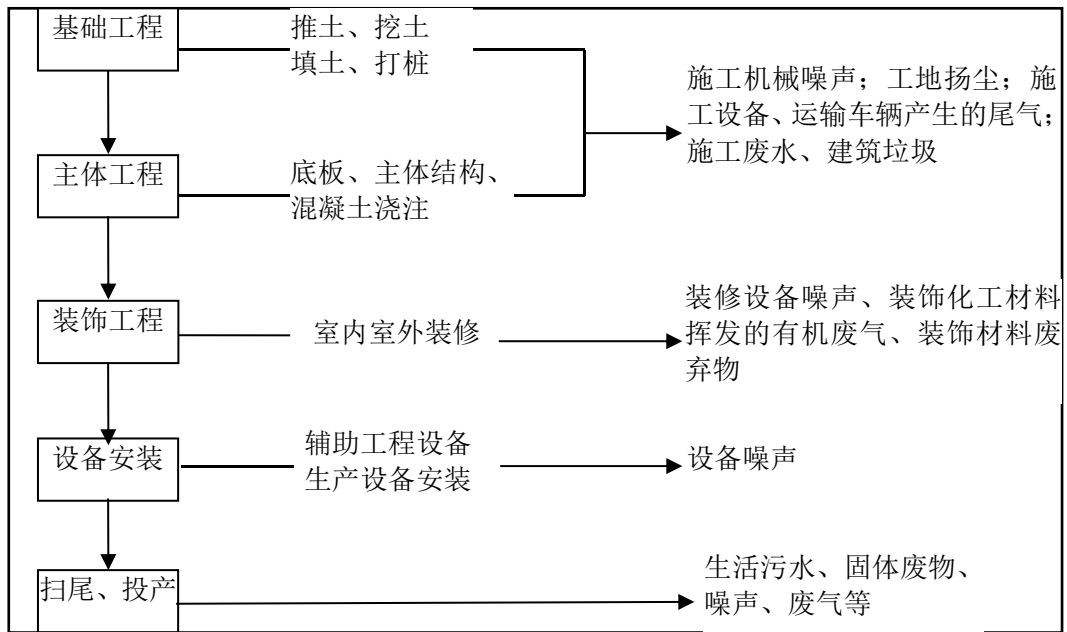 基础工程
推土、挖土
填土、打桩
施工机械噪声；工地扬尘；施
工设备、运输车辆产生的尾气；
施工废水、建筑垃圾
主体工程
底板、主体结构、
混凝土浇注
装饰工程
室内室外装修
装修设备噪声、装饰化工材料
挥发的有机废气、装饰材料废
弃物
设备安装
辅助工程设备
生产设备安装
设备噪声
扫尾、投产
生活污水、固体废物、
噪声、废气等